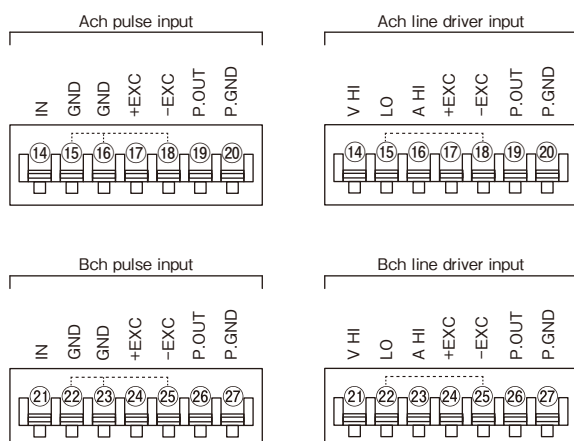 Ach pulse input
IN GND GND +EXC −EXC P.OUT P.GND
⑭ ⑮ ⑯ ⑰ ⑱ ⑲ ⑳
Ach line driver input
V HI LO A HI +EXC −EXC P.OUT P.GND
⑭ ⑮ ⑯ ⑰ ⑱ ⑲ ⑳
Bch pulse input
IN GND GND +EXC −EXC P.OUT P.GND
㉑ ㉒ ㉓ ㉔ ㉕ ㉖ ㉗
Bch line driver input
V HI LO A HI +EXC −EXC P.OUT P.GND
㉑ ㉒ ㉓ ㉔ ㉕ ㉖ ㉗